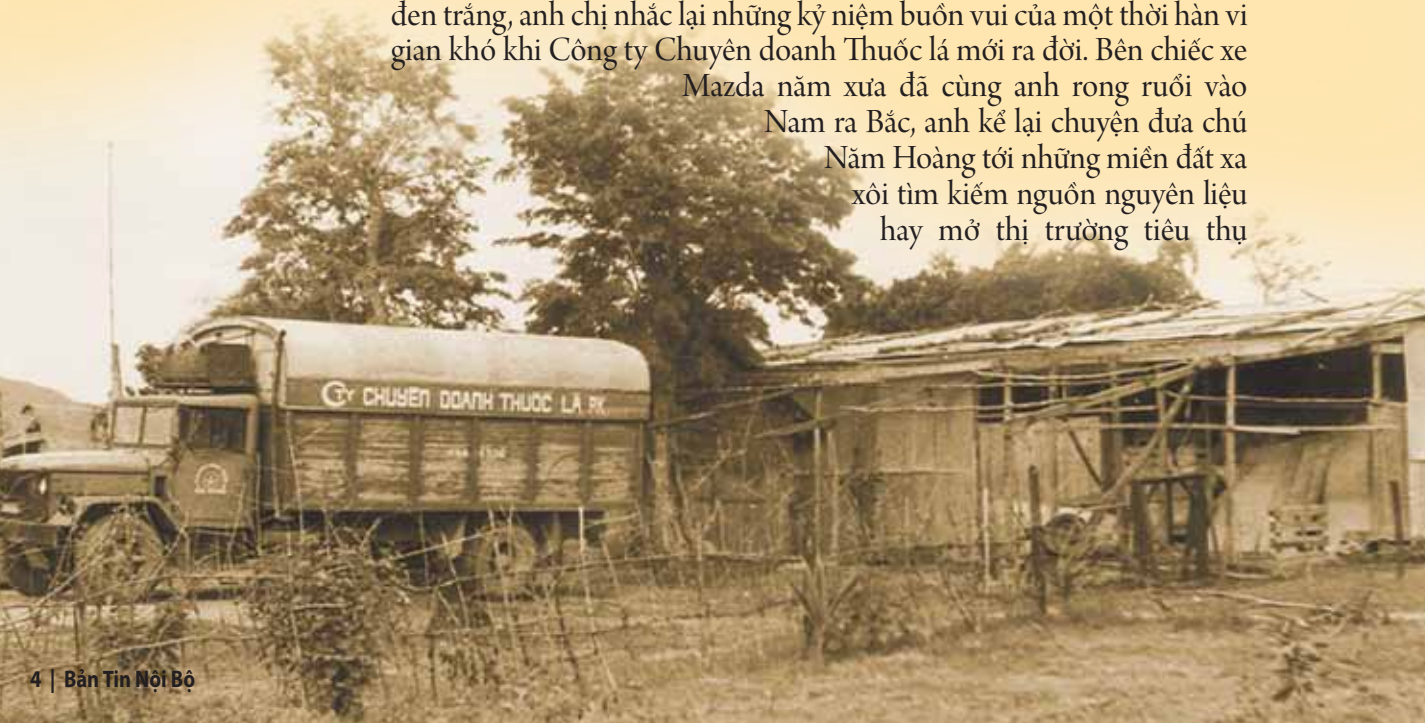 đen trắng, anh chị nhắc lại những kỷ niệm buồn vui của một thời hàn vi
gian khó khi Công ty Chuyên doanh Thuốc lá mới ra đời. Bên chiếc xe
Mazda năm xưa đã cùng anh rong ruổi vào
Nam ra Bắc, anh kể lại chuyện đưa chú
Năm Hoàng tới những miền đất xa
xôi tìm kiếm nguồn nguyên liệu
hay mở thị trường tiêu thụ
CTY CHUYÊN DOANH THUỐC LÁ P.K
4 | Bản Tin Nội Bộ